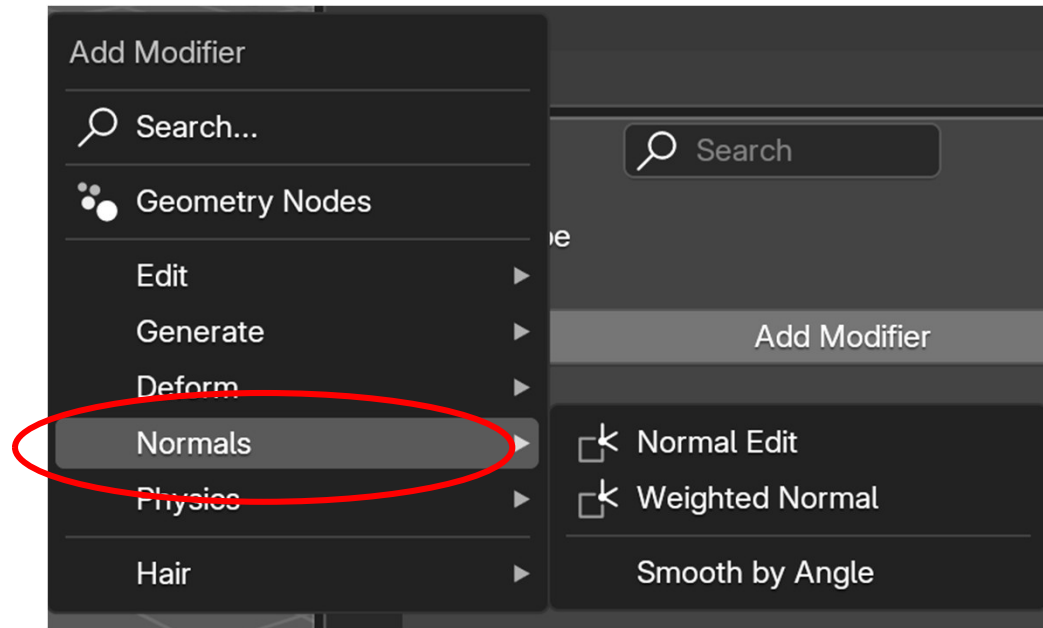 Add Modifier
Search...
Geometry Nodes
Edit
Generate
Deform
Normals
Physics
Hair
Search
Add Modifier
Normal Edit
Weighted Normal
Smooth by Angle